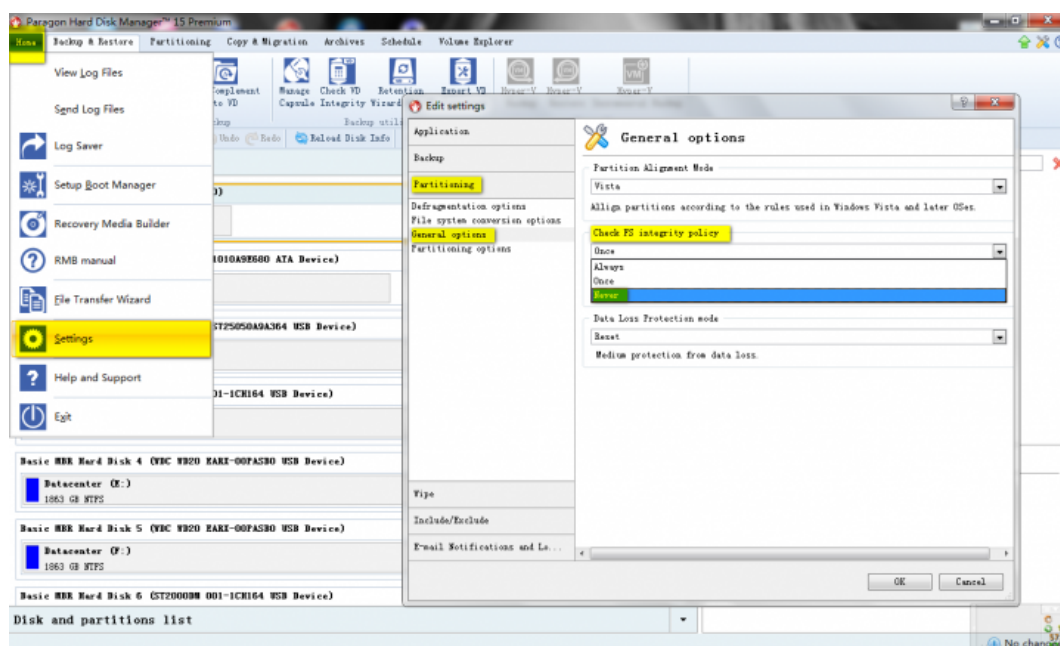 Paragon Hard Disk Manager™ 15 Premium
Home Backup & Restore Partitioning Copy & Migration Archives Schedule Volume Explorer
View Log Files
Send Log Files
Log Saver
Setup Boot Manager
Recovery Media Builder
RMB manual
File Transfer Wizard
Settings
Help and Support
Exit
Complement to VD
Manage Capsule
Check VD Integrity
Retention Wizard
Export VD
Hyper-V
Hyper-V
Hyper-V
Backup utili
Undo Redo Reload Disk Info
1010A9E680 ATA Device)
ST25050A9A364 USB Device)
001-1CH164 USB Device)
Basic MBR Hard Disk 4 (WDC WD20 EARX-00PASB0 USB Device)
Datacenter (E:)
1863 GB NTFS
Basic MBR Hard Disk 5 (WDC WD20 EARX-00PASB0 USB Device)
Datacenter (F:)
1863 GB NTFS
Basic MBR Hard Disk 6 (ST2000DM 001-1CH164 USB Device)
Disk and partitions list
Edit settings
Application
Backup
Partitioning
Defragmentation options
File system conversion options
General options
Partitioning options
Wipe
Include/Exclude
E-mail Notifications and Lo...
General options
Partition Alignment Mode
Vista
Allign partitions according to the rules used in Windows Vista and later OSes.
Check FS integrity policy
Once
Always
Once
Never
Data Loss Protection mode
Reset
Medium protection from data loss.
OK Cancel
No change